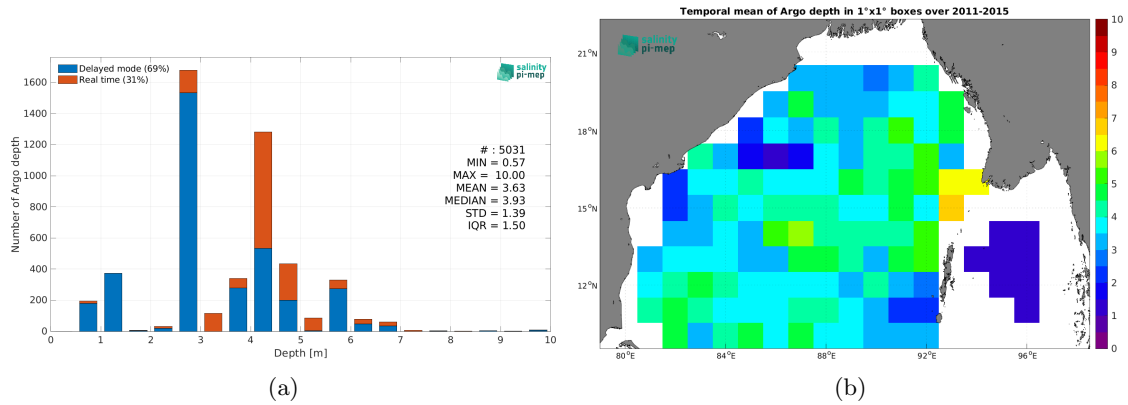 Delayed mode (69%)
Real time (31%)
salinity
pi-mep
1600
1400
1200
1000
800
600
400
200
0
Number of Argo depth
# : 5031
MIN = 0.57
MAX = 10.00
MEAN = 3.63
MEDIAN = 3.93
STD = 1.39
IQR = 1.50
0 1 2 3 4 5 6 7 8 9 10
Depth [m]
(a)
Temporal mean of Argo depth in 1°x1° boxes over 2011-2015
salinity
pi-mep
21°N
18°N
15°N
12°N
80°E 84°E 88°E 92°E 96°E
10
9
8
7
6
5
4
3
2
1
0
(b)